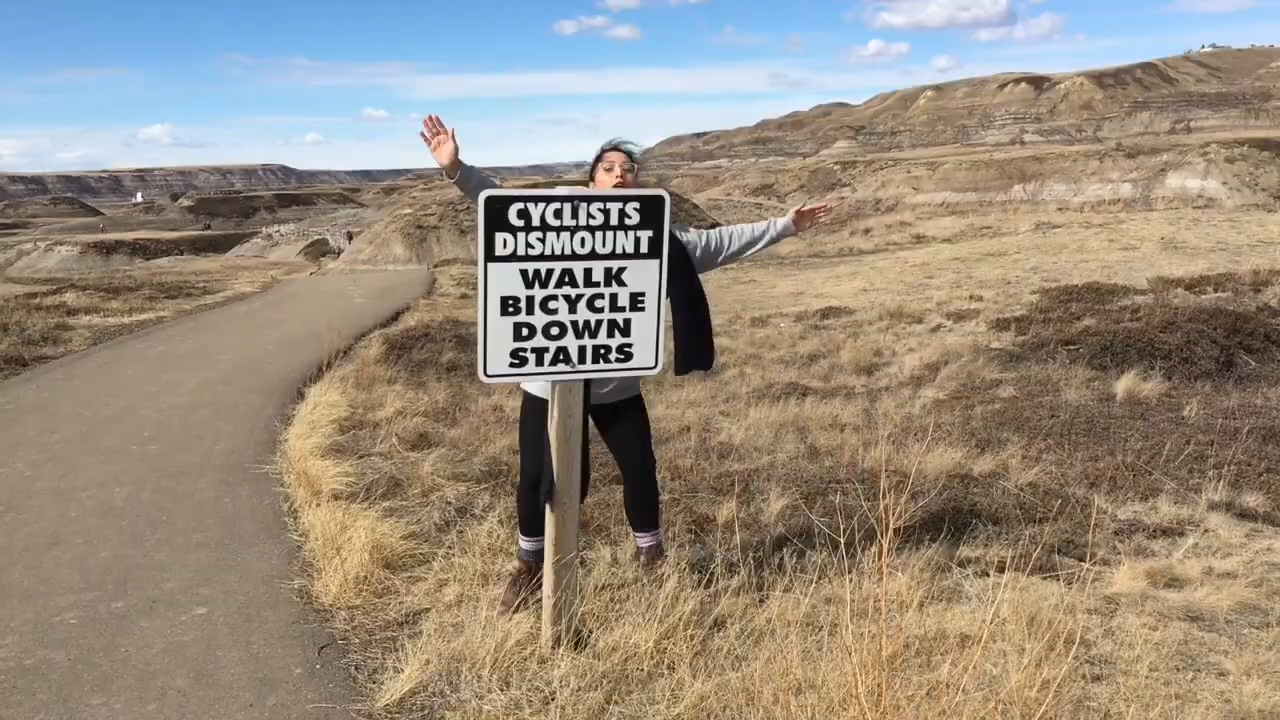 CYCLISTS
DISMOUNT
WALK
BICYCLE
DOWN
STAIRS